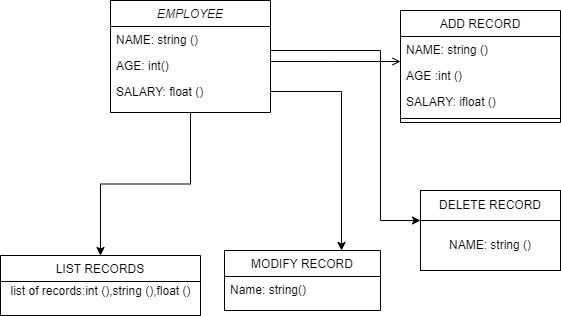 EMPLOYEE
NAME: string ()
AGE: int()
SALARY: float ()
ADD RECORD
NAME: string ()
AGE :int ()
SALARY: ifloat ()
DELETE RECORD
NAME: string ()
LIST RECORDS
list of records:int (),string (),float ()
MODIFY RECORD
Name: string()